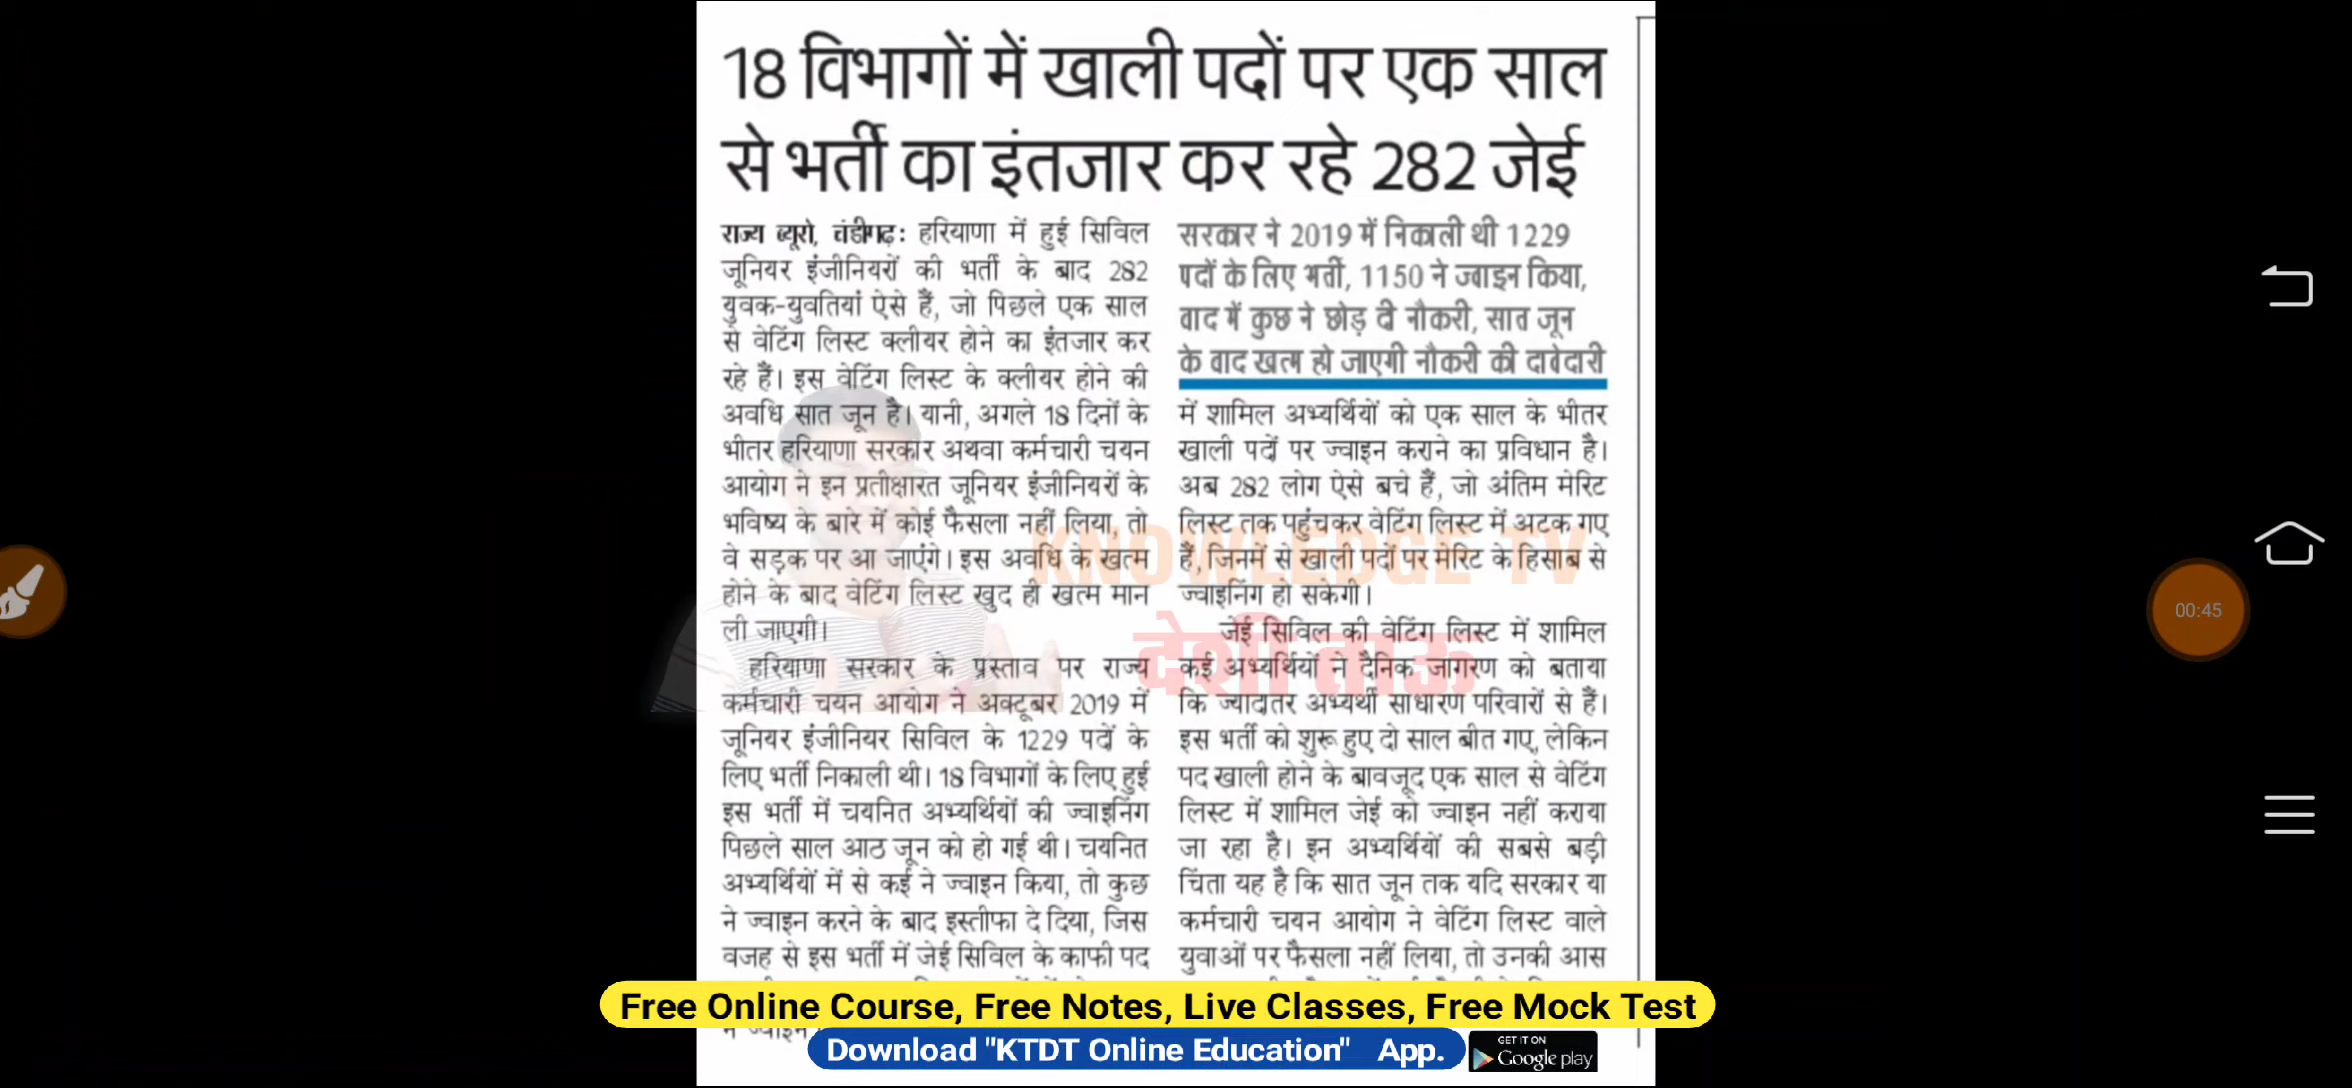 18 विभागों में खाली पदों पर एक साल
से भर्ती का इंतजार कर रहे 282 जेई
राज्य ब्यूरो, चंडीगढ़: हरियाणा में हुई सिविल
जूनियर इंजीनियरों की भर्ती के बाद 282
युवक-युवतियां ऐसे हैं, जो पिछले एक साल
से वेटिंग लिस्ट क्लीयर होने का इंतजार कर
रहे हैं। इस वेटिंग लिस्ट के क्लीयर होने की
अवधि सात जून है। यानी, अगले 18 दिनों के
भीतर हरियाणा सरकार अथवा कर्मचारी चयन
आयोग ने इन प्रतीक्षारत जूनियर इंजीनियरों के
भविष्य के बारे में कोई फैसला नहीं लिया, तो
वे सड़क पर आ जाएंगे। इस अवधि के खत्म
होने के बाद वेटिंग लिस्ट खुद ही खत्म मान
ली जाएगी।
हरियाणा सरकार के प्रस्ताव पर राज्य
कर्मचारी चयन आयोग ने अक्टूबर 2019 में
जूनियर इंजीनियर सिविल के 1229 पदों के
लिए भर्ती निकाली थी। 18 विभागों के लिए हुई
इस भर्ती में चयनित अभ्यर्थियों की ज्वाइनिंग
पिछले साल आठ जून को हो गई थी। चयनित
अभ्यर्थियों में से कई ने ज्वाइन किया, तो कुछ
ने ज्वाइन करने के बाद इस्तीफा दे दिया, जिस
वजह से इस भर्ती में जेई सिविल के काफी पद
ने ज्वाइन
सरकार ने 2019 में निकाली थी 1229
पदों के लिए भर्ती, 1150 ने ज्वाइन किया,
बाद में कुछ ने छोड़ दी नौकरी, सात जून
के बाद खत्म हो जाएगी नौकरी की दावेदारी
में शामिल अभ्यर्थियों को एक साल के भीतर
खाली पदों पर ज्वाइन कराने का प्रविधान है।
अब 282 लोग ऐसे बचे हैं, जो अंतिम मेरिट
लिस्ट तक पहुंचकर वेटिंग लिस्ट में अटक गए
हैं, जिनमें से खाली पदों पर मेरिट के हिसाब से
ज्वाइनिंग हो सकेगी।
जेई सिविल की वेटिंग लिस्ट में शामिल
कई अभ्यर्थियों ने दैनिक जागरण को बताया
कि ज्यादातर अभ्यर्थी साधारण परिवारों से हैं।
इस भर्ती को शुरू हुए दो साल बीत गए, लेकिन
पद खाली होने के बावजूद एक साल से वेटिंग
लिस्ट में शामिल जेई को ज्वाइन नहीं कराया
जा रहा है। इन अभ्यर्थियों की सबसे बड़ी
चिंता यह है कि सात जून तक यदि सरकार या
कर्मचारी चयन आयोग ने वेटिंग लिस्ट वाले
युवाओं पर फैसला नहीं लिया, तो उनकी आस
KNOWLEDGE TV
देशी ताऊ
00:45
Free Online Course, Free Notes, Live Classes, Free Mock Test
Download "KTDT Online Education" App.
GET IT ON
Google play